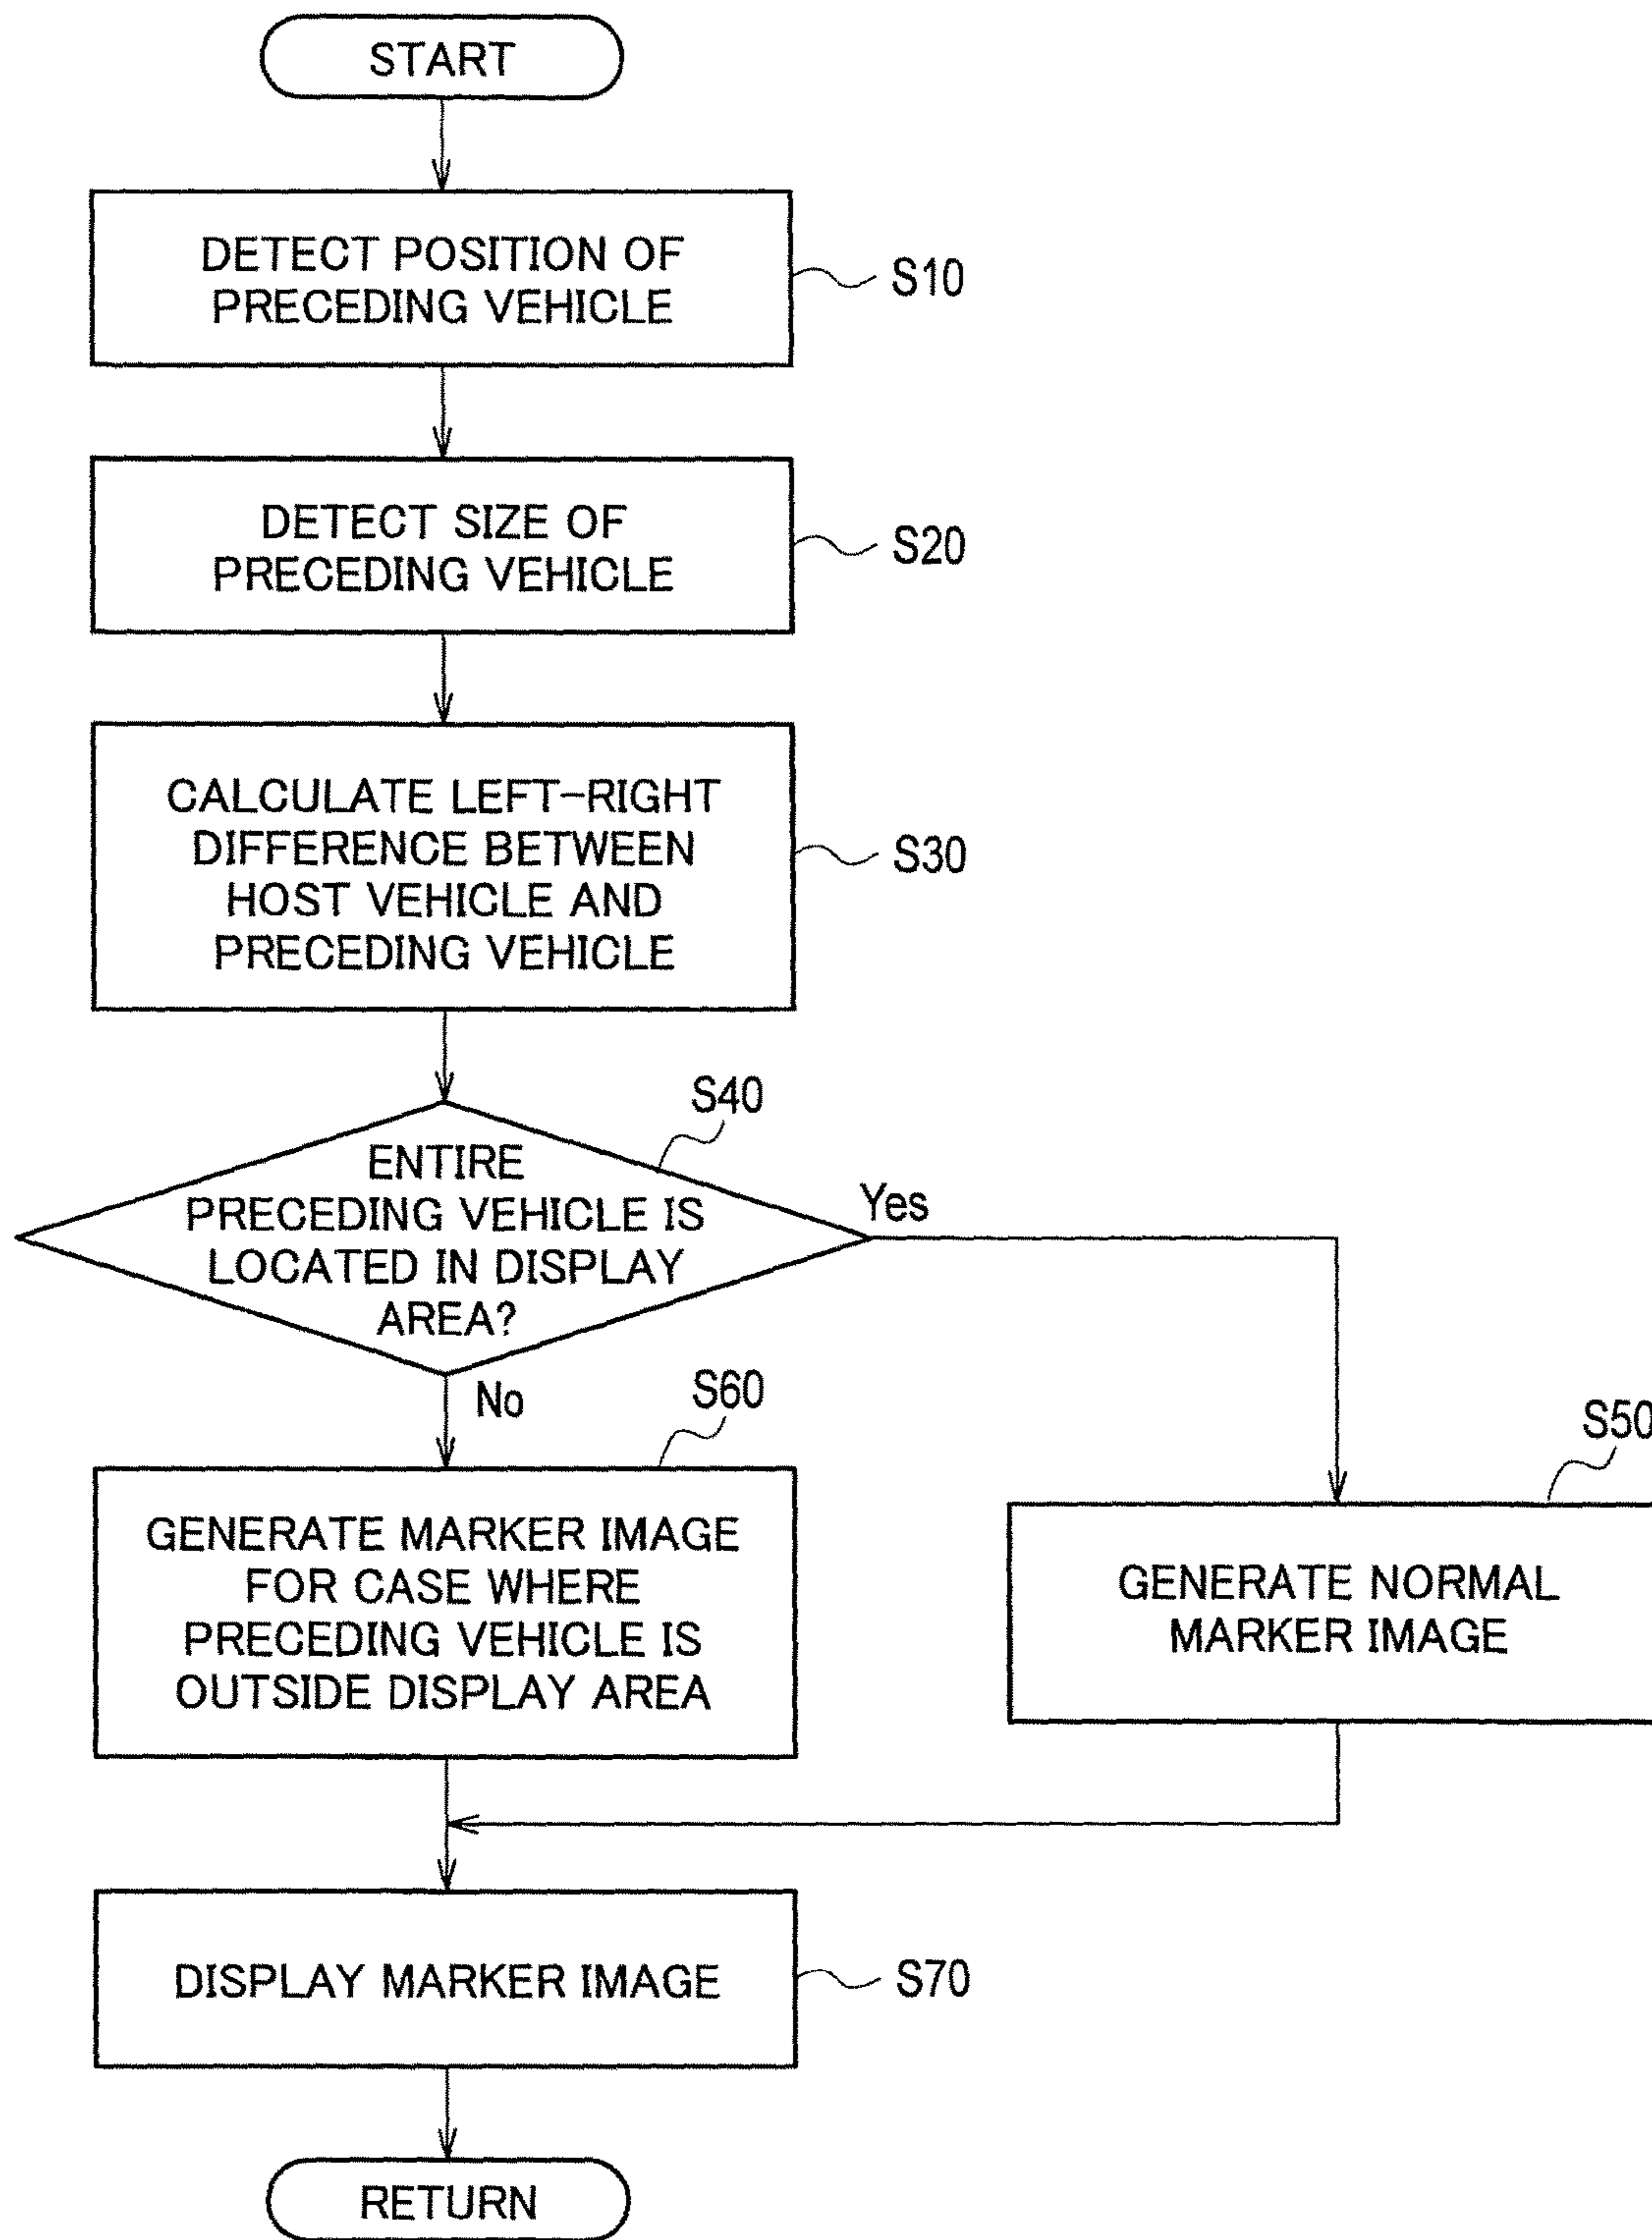 START
DETECT POSITION OF
PRECEDING VEHICLE
S10
DETECT SIZE OF
PRECEDING VEHICLE
S20
CALCULATE LEFT-RIGHT
DIFFERENCE BETWEEN
HOST VEHICLE AND
PRECEDING VEHICLE
S30
S40
ENTIRE
PRECEDING VEHICLE IS
LOCATED IN DISPLAY
AREA?
Yes
No
S60
GENERATE MARKER IMAGE
FOR CASE WHERE
PRECEDING VEHICLE IS
OUTSIDE DISPLAY AREA
S50
GENERATE NORMAL
MARKER IMAGE
DISPLAY MARKER IMAGE
S70
RETURN